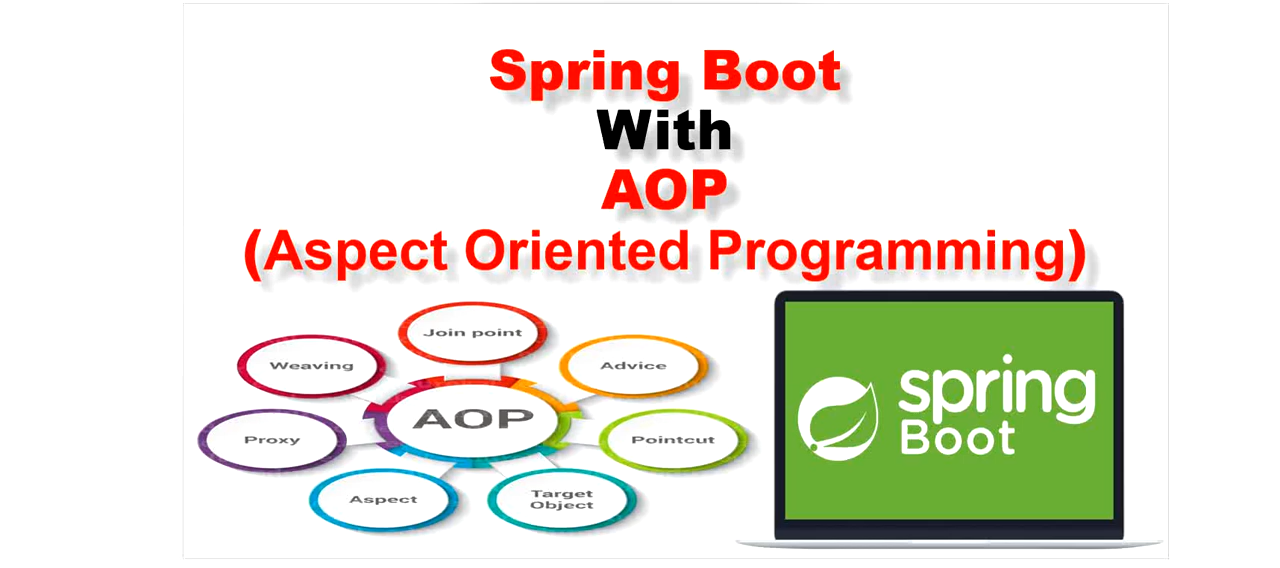 Spring Boot
With
AOP
(Aspect Oriented Programming)
Join point
Weaving
Advice
AOP
Proxy
Pointcut
Aspect
Target
Object
spring
Boot